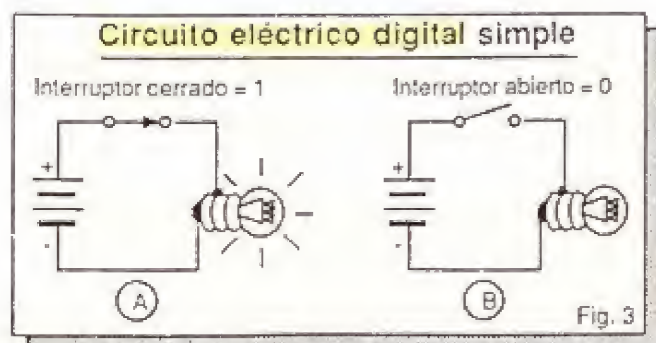 Circuito eléctrico digital simple
Interruptor cerrado = 1
Interruptor abierto = 0
+
+
-
-
A
B
Fig. 3